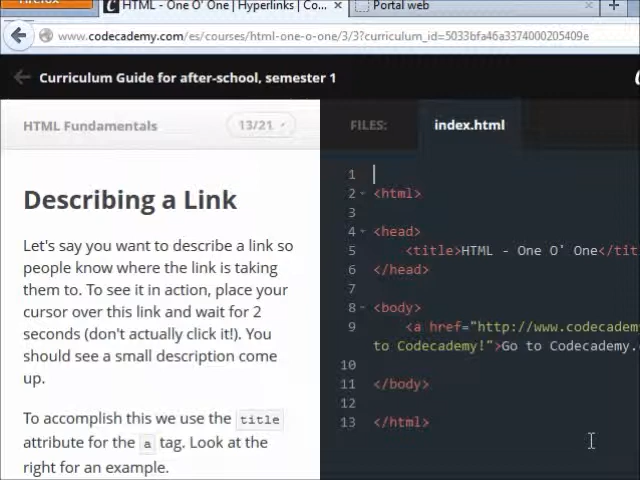 Firefox
HTML - One O' One | Hyperlinks | Co...
Portal web
www.codecademy.com/es/courses/html-one-o-one/3/3?curriculum_id=5033bfa46a3374000205409e
Curriculum Guide for after-school, semester 1
HTML Fundamentals
13/21
FILES:
index.html
Describing a Link
Let's say you want to describe a link so
people know where the link is taking
them to. To see it in action, place your
cursor over this link and wait for 2
seconds (don't actually click it!). You
should see a small description come
up.
To accomplish this we use the title
attribute for the a tag. Look at the
right for an example.
1
2 <html>
3
4 <head>
5 <title>HTML - One O' One</tit
6 </head>
7
8 <body>
9 <a href="http://www.codecadem
to Codecademy!">Go to Codecademy.
10
11 </body>
12
13 </html>